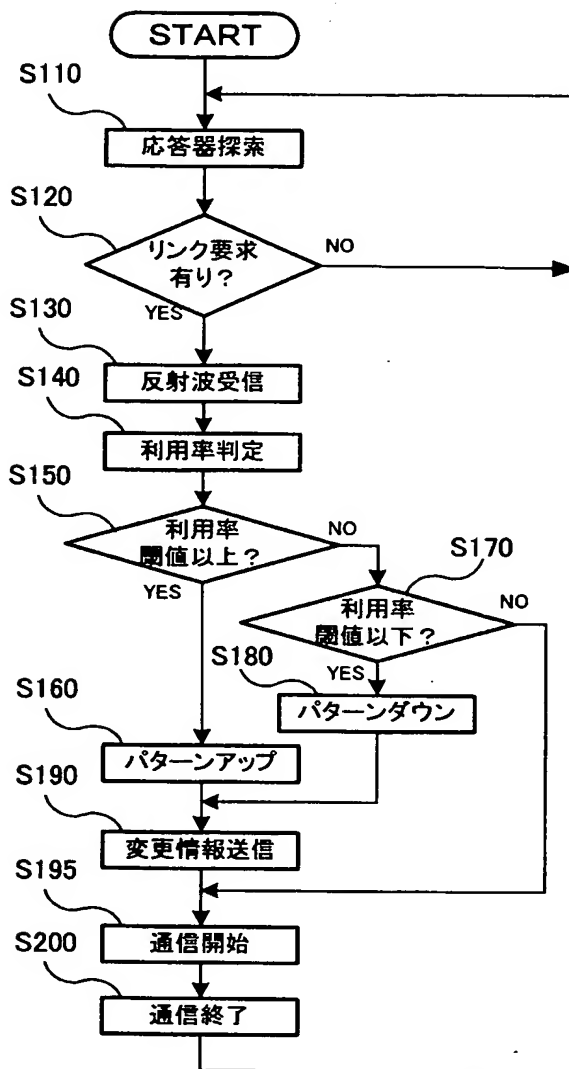 START
S110
応答器探索
S120
リンク要求
有り?
NO
YES
S130
反射波受信
S140
利用率判定
S150
利用率
閾値以上?
NO
YES
S170
利用率
閾値以下?
NO
YES
S180
パターンダウン
S160
パターンアップ
S190
変更情報送信
S195
通信開始
S200
通信終了